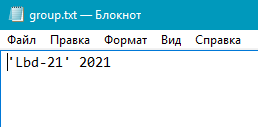 group.txt — Блокнот
Файл Правка Формат Вид Справка
'Lbd-21' 2021